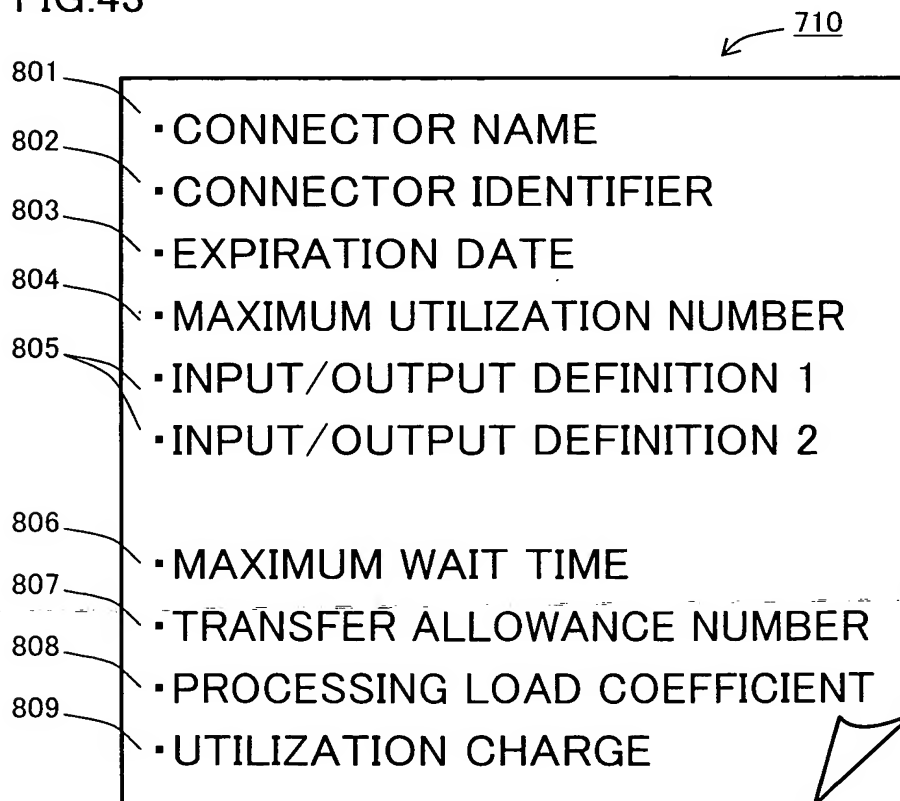 FIG.43
710
801 ・CONNECTOR NAME
802 ・CONNECTOR IDENTIFIER
803 ・EXPIRATION DATE
804 ・MAXIMUM UTILIZATION NUMBER
805 ・INPUT/OUTPUT DEFINITION 1
・INPUT/OUTPUT DEFINITION 2
806 ・MAXIMUM WAIT TIME
807 ・TRANSFER ALLOWANCE NUMBER
808 ・PROCESSING LOAD COEFFICIENT
809 ・UTILIZATION CHARGE